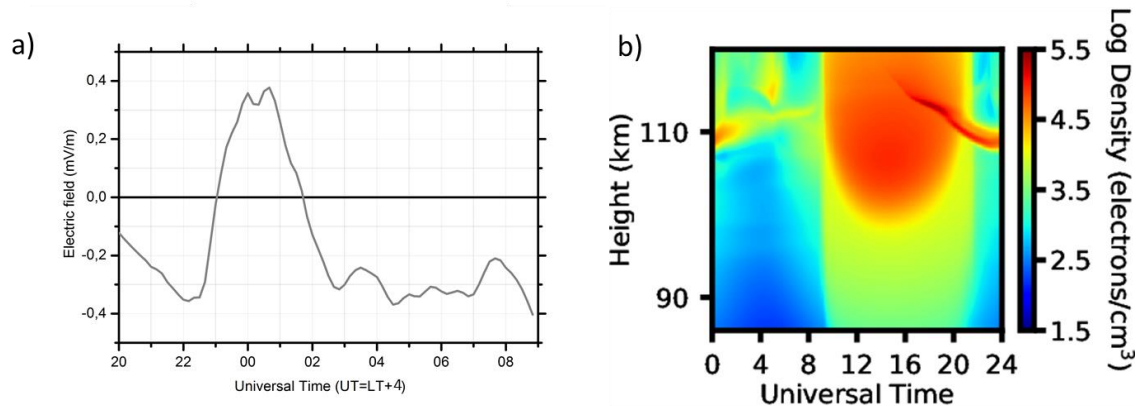 a)
Electric field (mV/m)
0,4
0,2
0,0
-0,2
-0,4
20 22 00 02 04 06 08
Universal Time (UT=LT+4)
b)
Height (km)
110
90
0 4 8 12 16 20 24
Universal Time
5.5
4.5
3.5
2.5
1.5
Log Density (electrons/cm³)